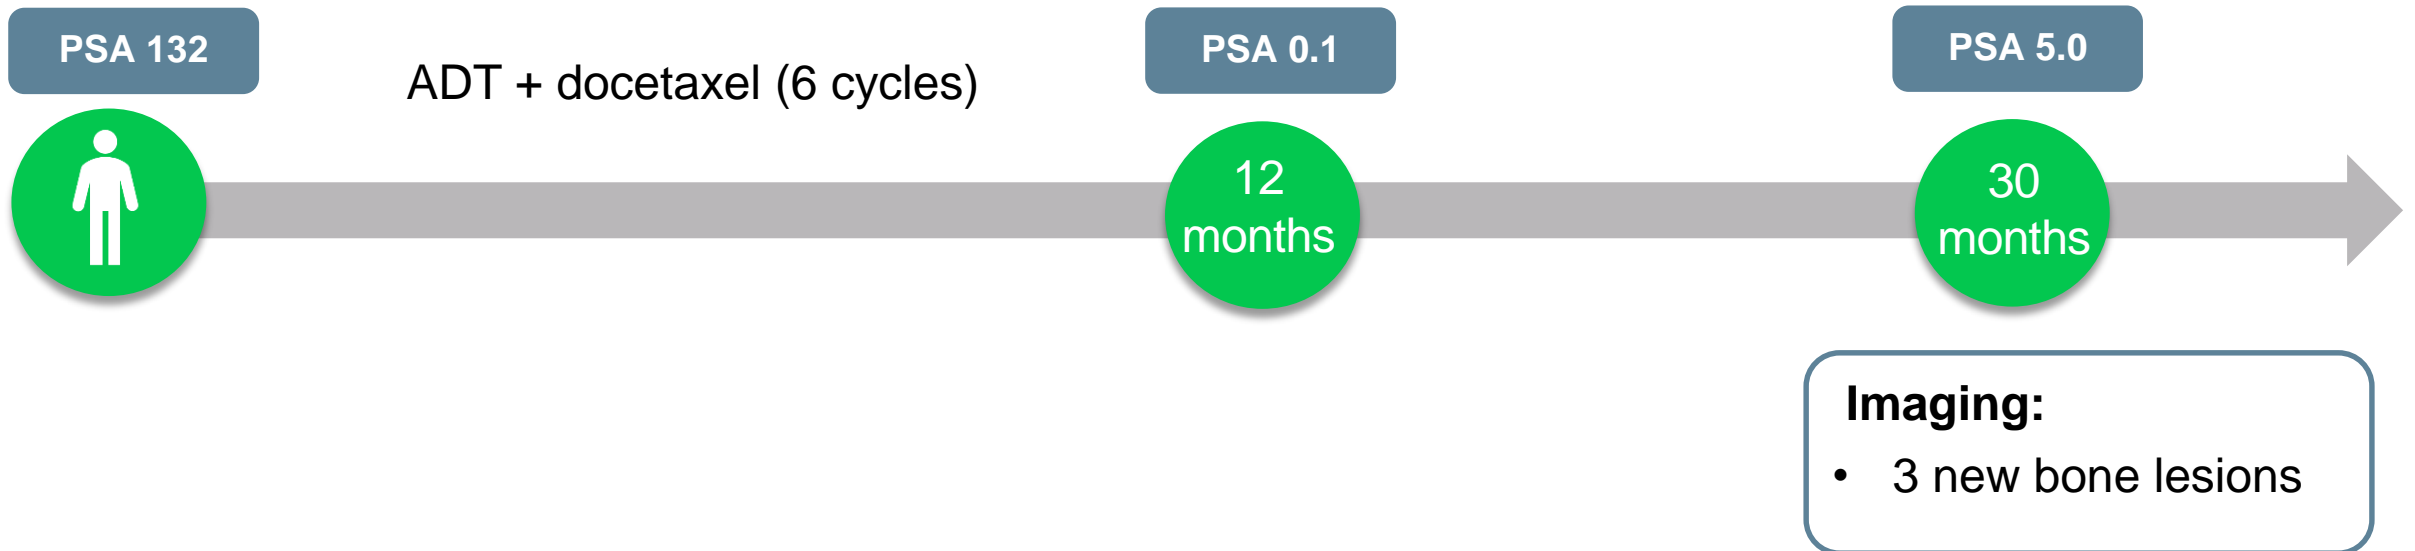 PSA 132
ADT + docetaxel (6 cycles)
PSA 0.1
PSA 5.0
12
months
30
months
Imaging:
• 3 new bone lesions